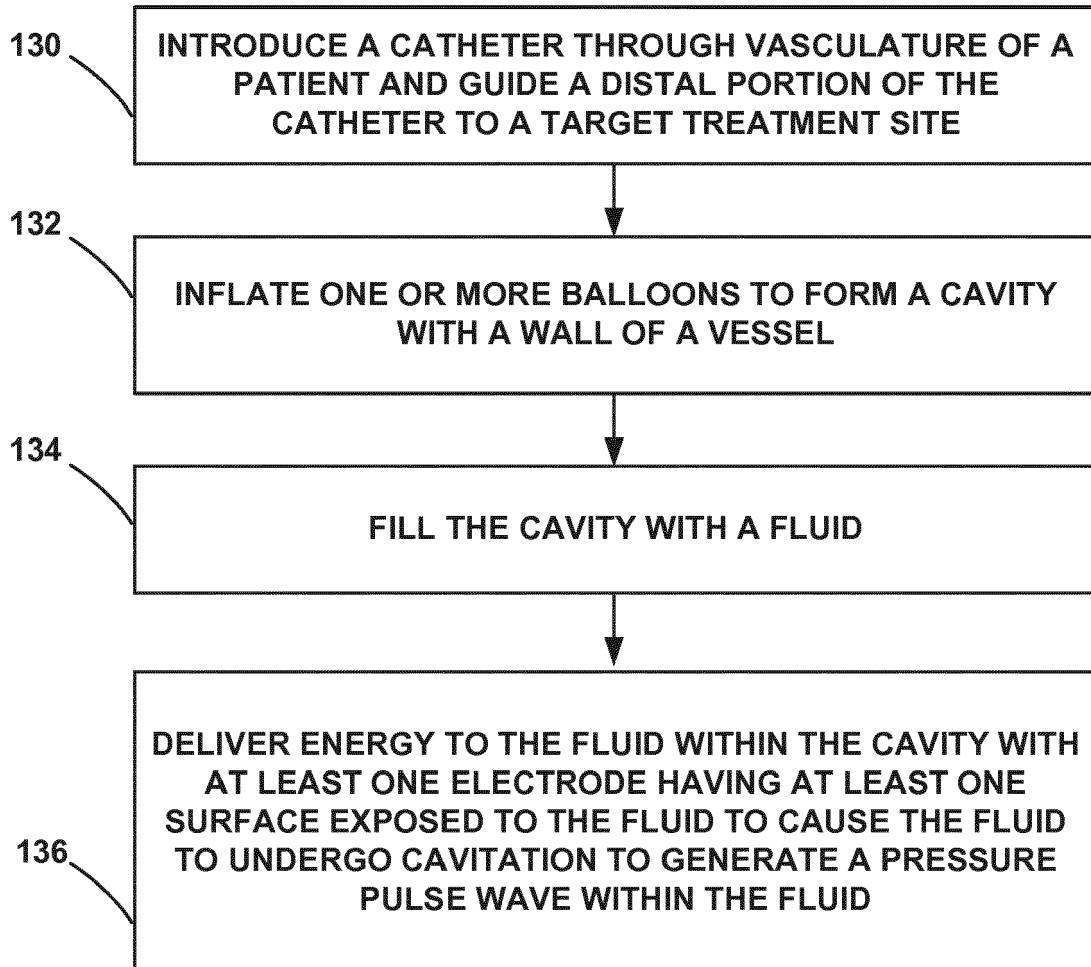 130
INTRODUCE A CATHETER THROUGH VASCULATURE OF A
PATIENT AND GUIDE A DISTAL PORTION OF THE
CATHETER TO A TARGET TREATMENT SITE
132
INFLATE ONE OR MORE BALLOONS TO FORM A CAVITY
WITH A WALL OF A VESSEL
134
FILL THE CAVITY WITH A FLUID
136
DELIVER ENERGY TO THE FLUID WITHIN THE CAVITY WITH
AT LEAST ONE ELECTRODE HAVING AT LEAST ONE
SURFACE EXPOSED TO THE FLUID TO CAUSE THE FLUID
TO UNDERGO CAVITATION TO GENERATE A PRESSURE
PULSE WAVE WITHIN THE FLUID